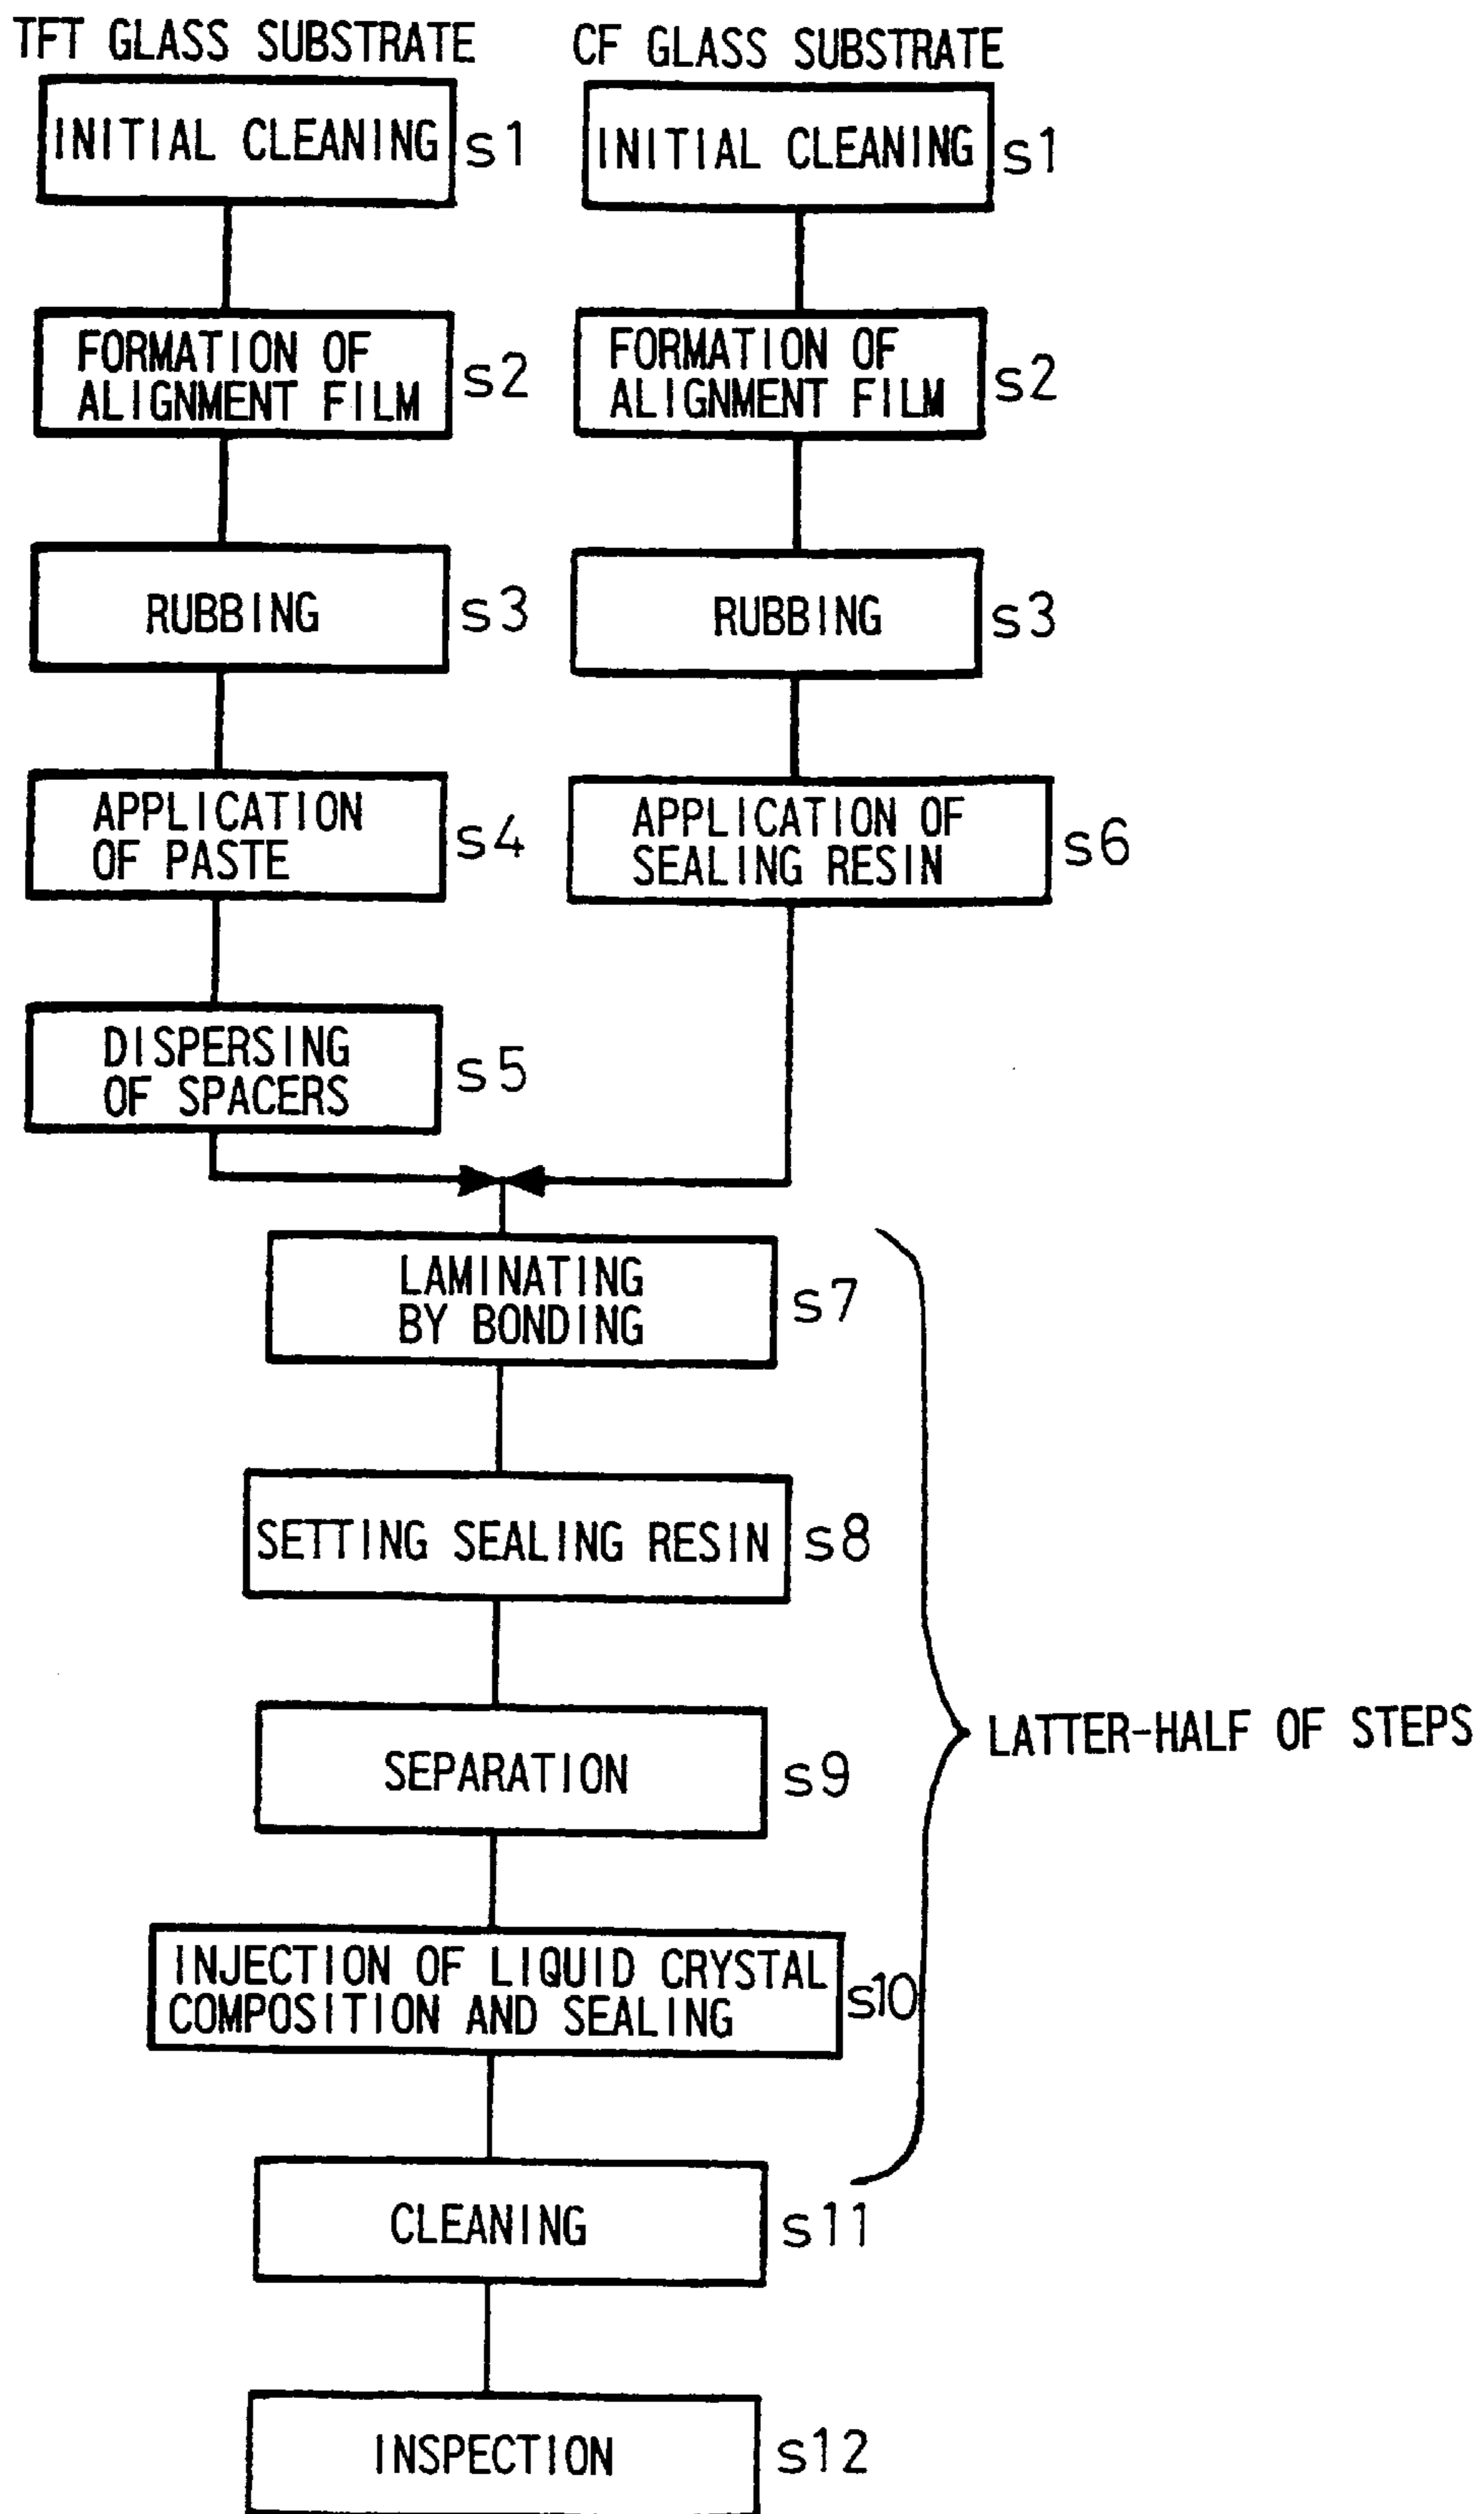 TFT GLASS SUBSTRATE
CF GLASS SUBSTRATE
INITIAL CLEANING s1
INITIAL CLEANING s1
FORMATION OF
ALIGNMENT FILM s2
FORMATION OF
ALIGNMENT FILM s2
RUBBING s3
RUBBING s3
APPLICATION
OF PASTE s4
APPLICATION OF
SEALING RESIN s6
DISPERSING
OF SPACERS s5
LAMINATING
BY BONDING s7
SETTING SEALING RESIN s8
SEPARATION s9
LATTER-HALF OF STEPS
INJECTION OF LIQUID CRYSTAL
COMPOSITION AND SEALING s10
CLEANING s11
INSPECTION s12